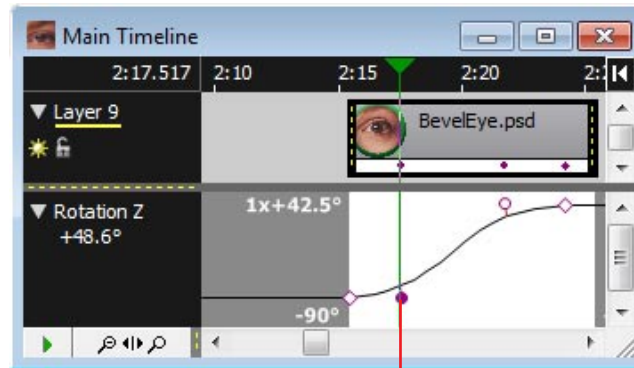 Main Timeline
2:17.517 2:10 2:15 2:20 2:
Layer 9
BevelEye.psd
Rotation Z
+48.6°
1x+42.5°
-90°